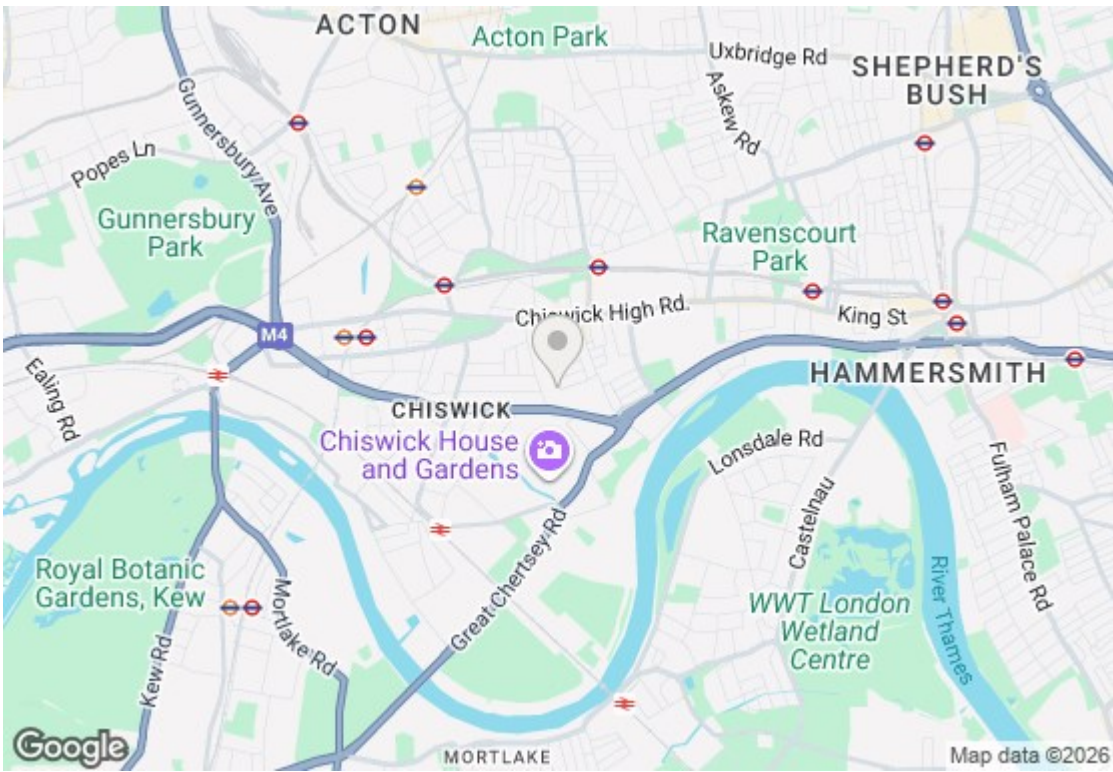 ACTON
Acton Park
Uxbridge Rd
SHEPHERD'S
BUSH
Gunnersbury Ave
Askew Rd
Popes Ln
Gunnersbury
Park
Ravenscourt
Park
Chiswick High Rd.
King St
M4
Ealing Rd
HAMMERSMITH
CHISWICK
Chiswick House
and Gardens
Lonsdale Rd
Fulham Palace Rd
Castelnau
Great Chertsey Rd
Royal Botanic
Gardens, Kew
Mortlake Rd
River Thames
WWT London
Wetland
Centre
Kew Rd
Google
MORTLAKE
Map data ©2026